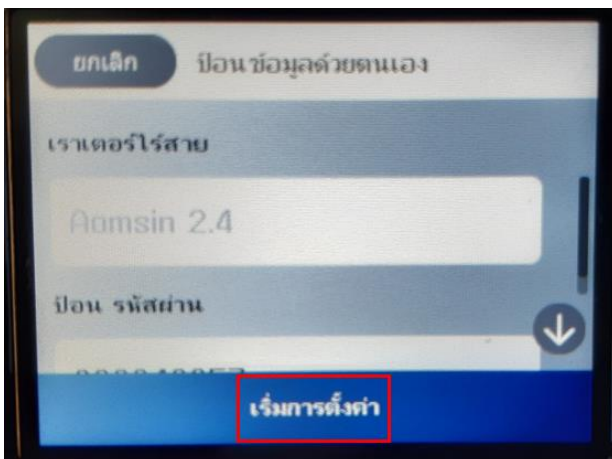 ยกเลิก ป้อนข้อมูลด้วยตนเอง
เราเตอร์ไร้สาย
Aomsin 2.4
ป้อน รหัสผ่าน
เริ่มการตั้งค่า